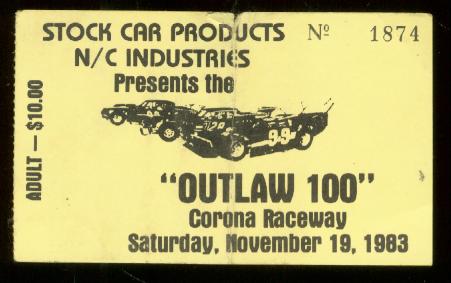 STOCK CAR PRODUCTS
Nº 1874
N/C INDUSTRIES
Presents the
ADULT — $10.00
99
"OUTLAW 100"
Corona Raceway
Saturday, November 19, 1983